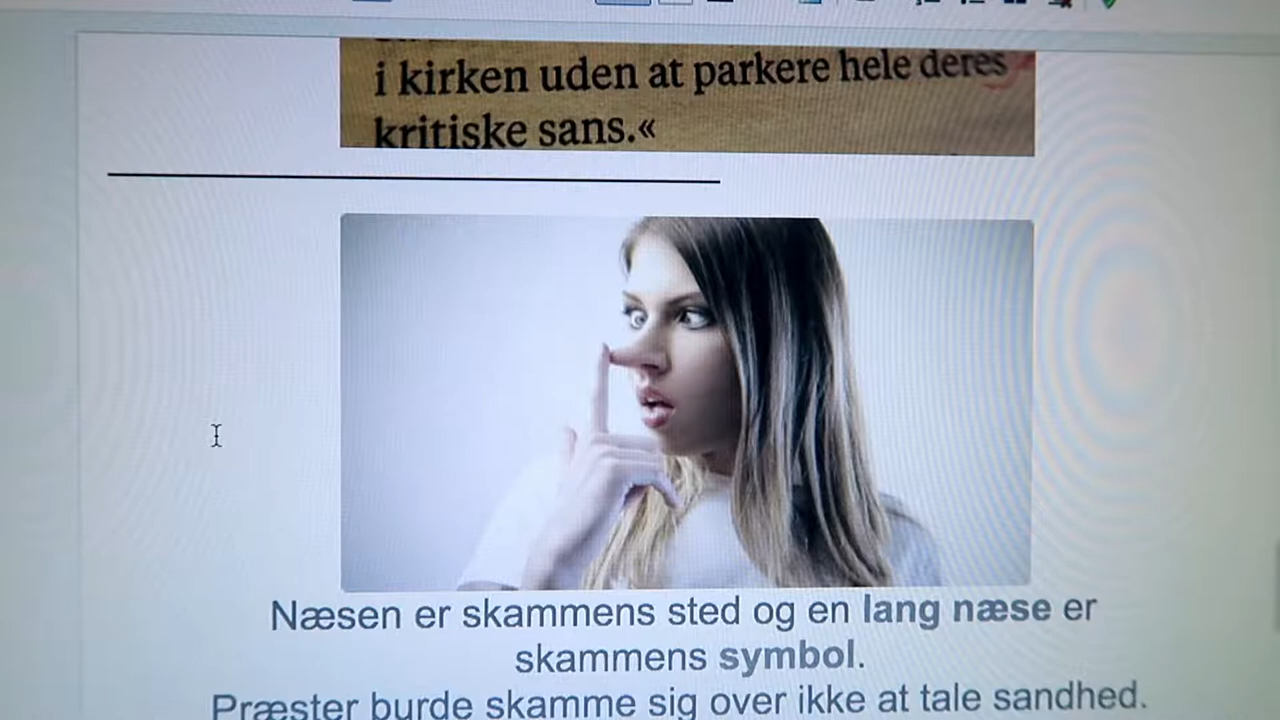 i kirken uden at parkere hele deres
kritiske sans.«
Næsen er skammens sted og en lang næse er
skammens symbol.
Præster burde skamme sig over ikke at tale sandhed.